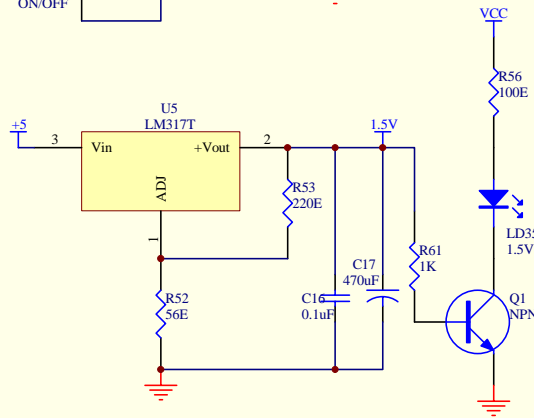 ON/OFF
VCC
R56
100E
U5
LM317T
+5
3
Vin
+Vout
2
1.5V
ADJ
1
R53
220E
LD35
1.5V
R61
1K
C17
470uF
R52
56E
C16
0.1uF
Q1
NPN